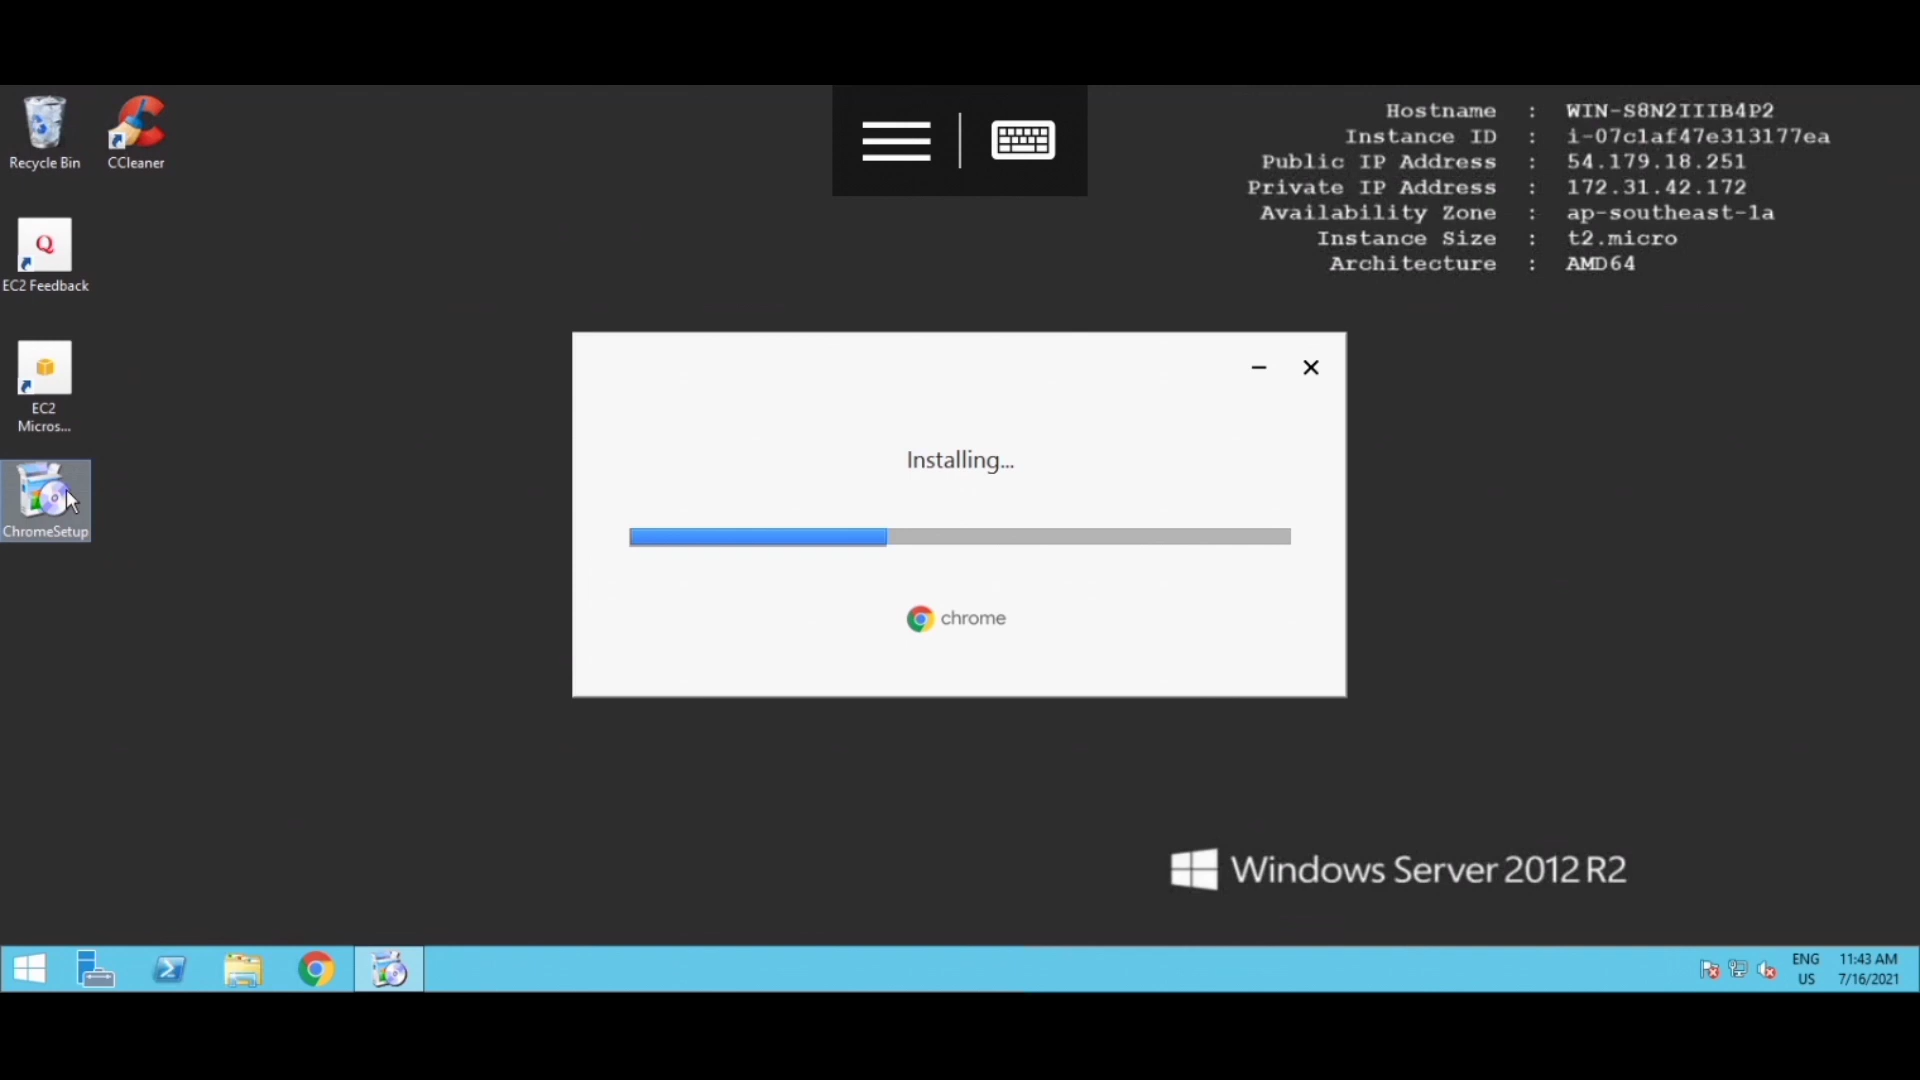 Recycle Bin
CCleaner
EC2 Feedback
EC2
Micros...
ChromeSetup
Hostname : WIN-S8N2IIIB4P2
Instance ID : i-07c1af47e313177ea
Public IP Address : 54.179.18.251
Private IP Address : 172.31.42.172
Availability Zone : ap-southeast-1a
Instance Size : t2.micro
Architecture : AMD64
Installing...
chrome
Windows Server 2012 R2
ENG
US
11:43 AM
7/16/2021